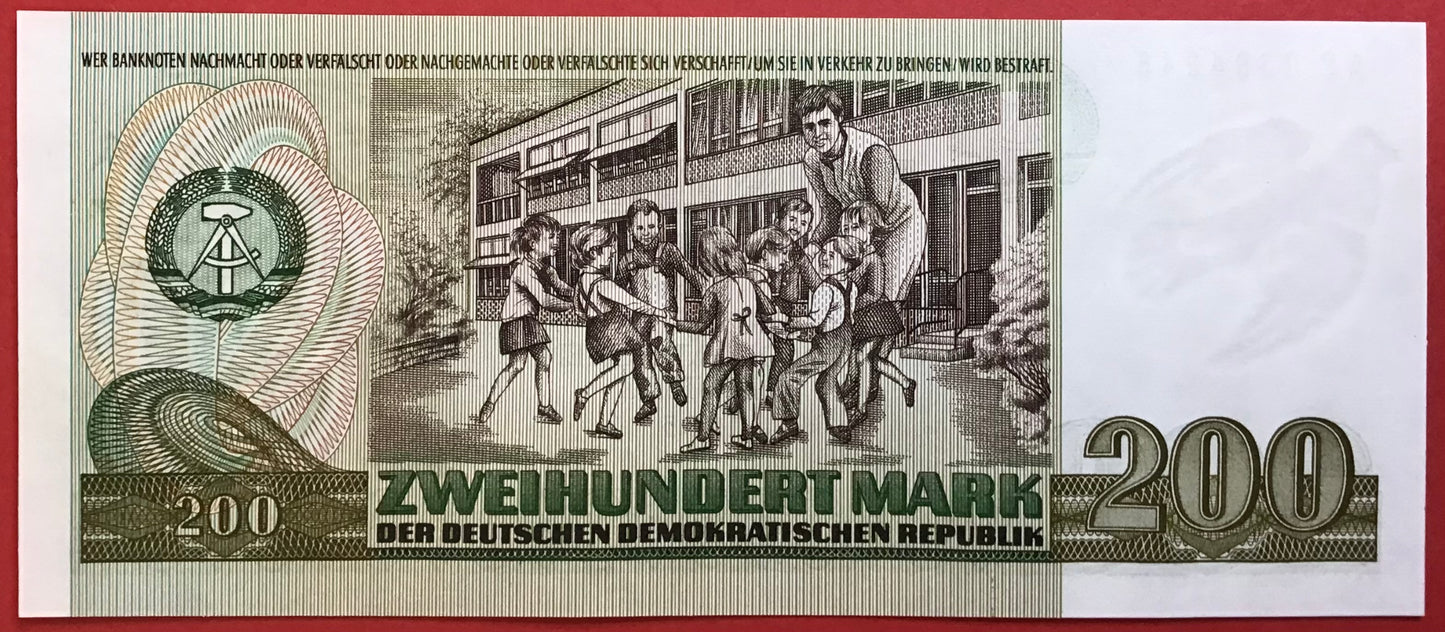 WER BANKNOTEN NACHMACHT ODER VERFÄLSCHT ODER NACHGEMACHTE ODER VERFÄLSCHTE SICH VERSCHAFFT/UM SIE IN VERKEHR ZU BRINGEN/WIRD BESTRAFT.
ZWEIHUNDERT MARK
DER DEUTSCHEN DEMOKRATISCHEN REPUBLIK
200
200